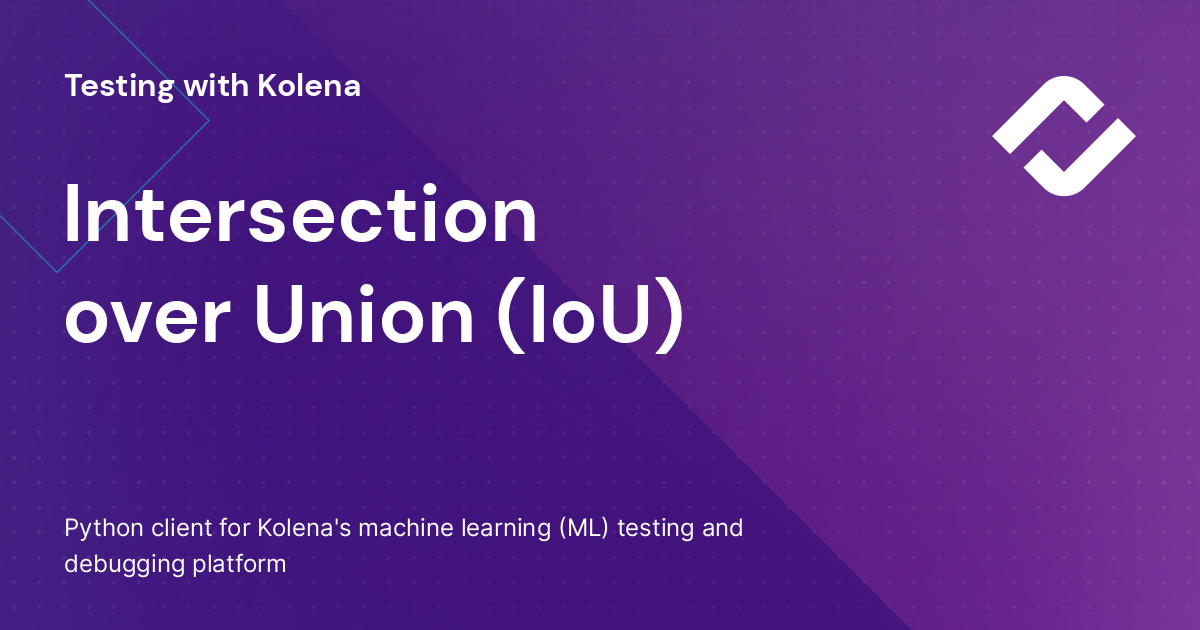 Testing with Kolena
Intersection
over Union (IoU)
Python client for Kolena's machine learning (ML) testing and
debugging platform